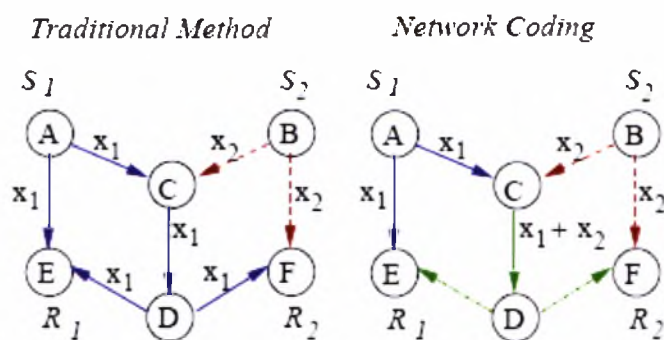 Traditional Method
Network Coding
S1
S2
S1
S2
A
x1
x2
B
A
x1
x2
B
C
C
x1
x1
x2
x1
x1 + x2
x2
E
x1
x1
F
E
F
R1
D
R2
R1
D
R2